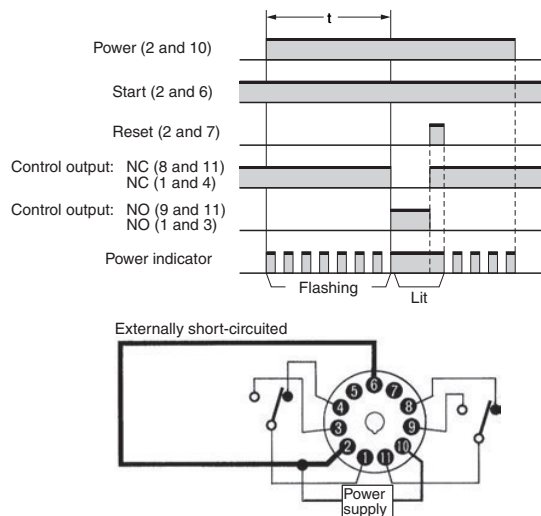 t
Power (2 and 10)
Start (2 and 6)
Reset (2 and 7)
Control output: NC (8 and 11)
NC (1 and 4)
Control output: NO (9 and 11)
NO (1 and 3)
Power indicator
Flashing
Lit
Externally short-circuited
6
5
7
4
8
3
9
2
10
1
11
Power
supply